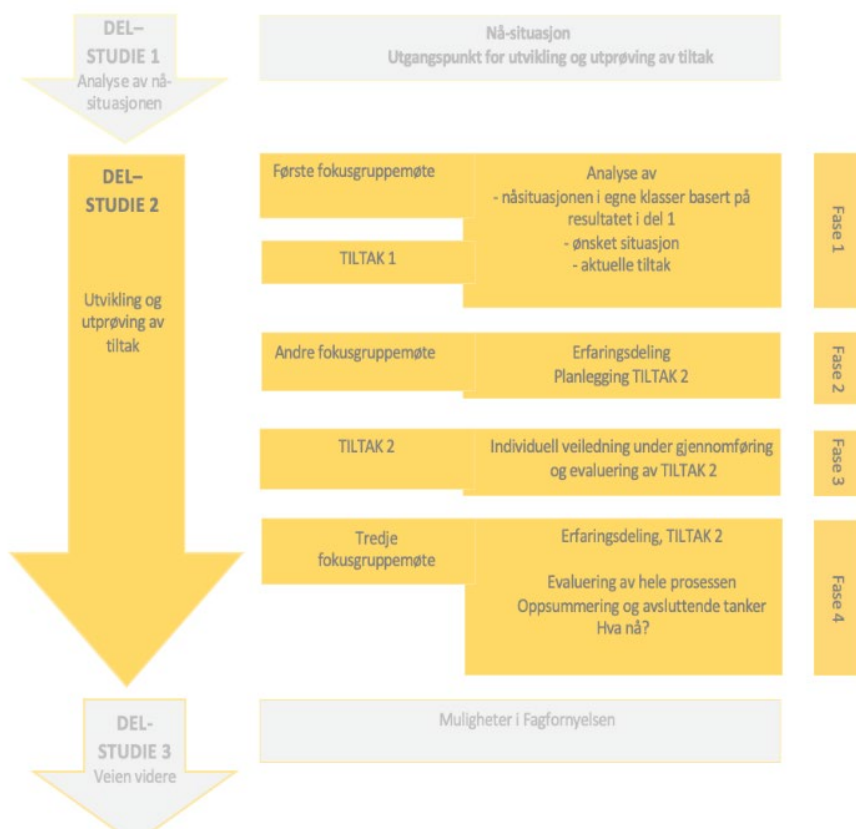 DEL–
STUDIE 1
Analyse av nå-
situasjonen
Nå-situasjon
Utgangspunkt for utvikling og utprøving av tiltak
DEL–
STUDIE 2
Utvikling og
utprøving av
tiltak
Første fokusgruppemøte
TILTAK 1
Analyse av
- nåsituasjonen i egne klasser basert på
resultatet i del 1
- ønsket situasjon
- aktuelle tiltak
Fase 1
Andre fokusgruppemøte
Erfaringsdeling
Planlegging TILTAK 2
Fase 2
TILTAK 2
Individuell veiledning under gjennomføring
og evaluering av TILTAK 2
Fase 3
Tredje
fokusgruppemøte
Erfaringsdeling, TILTAK 2
Evaluering av hele prosessen
Oppsummering og avsluttende tanker
Hva nå?
Fase 4
DEL-
STUDIE 3
Veien videre
Muligheter i Fagfornyelsen